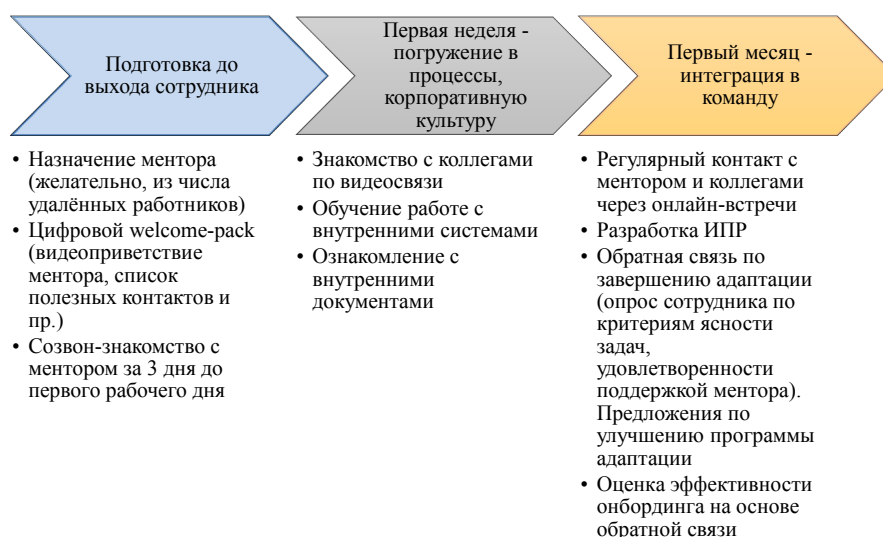 Подготовка до
выхода сотрудника
Первая неделя -
погружение в
процессы,
корпоративную
культуру
Первый месяц -
интеграция в
команду
• Назначение ментора
(желательно, из числа
удалённых работников)
• Цифровой welcome-pack
(видеоприветствие
ментора, список
полезных контактов и
пр.)
• Созвон-знакомство с
ментором за 3 дня до
первого рабочего дня
• Знакомство с коллегами
по видеосвязи
• Обучение работе с
внутренними системами
• Ознакомление с
внутренними
документами
• Регулярный контакт с
ментором и коллегами
через онлайн-встречи
• Разработка ИПР
• Обратная связь по
завершению адаптации
(опрос сотрудника по
критериям ясности
задач,
удовлетворенности
поддержкой ментора).
Предложения по
улучшению программы
адаптации
• Оценка эффективности
онбординга на основе
обратной связи